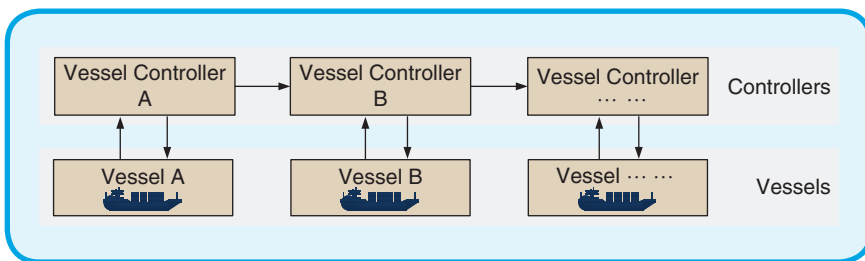 Vessel Controller
A
Vessel Controller
B
Vessel Controller
... ...
Controllers
Vessel A
Vessel B
Vessel ... ...
Vessels